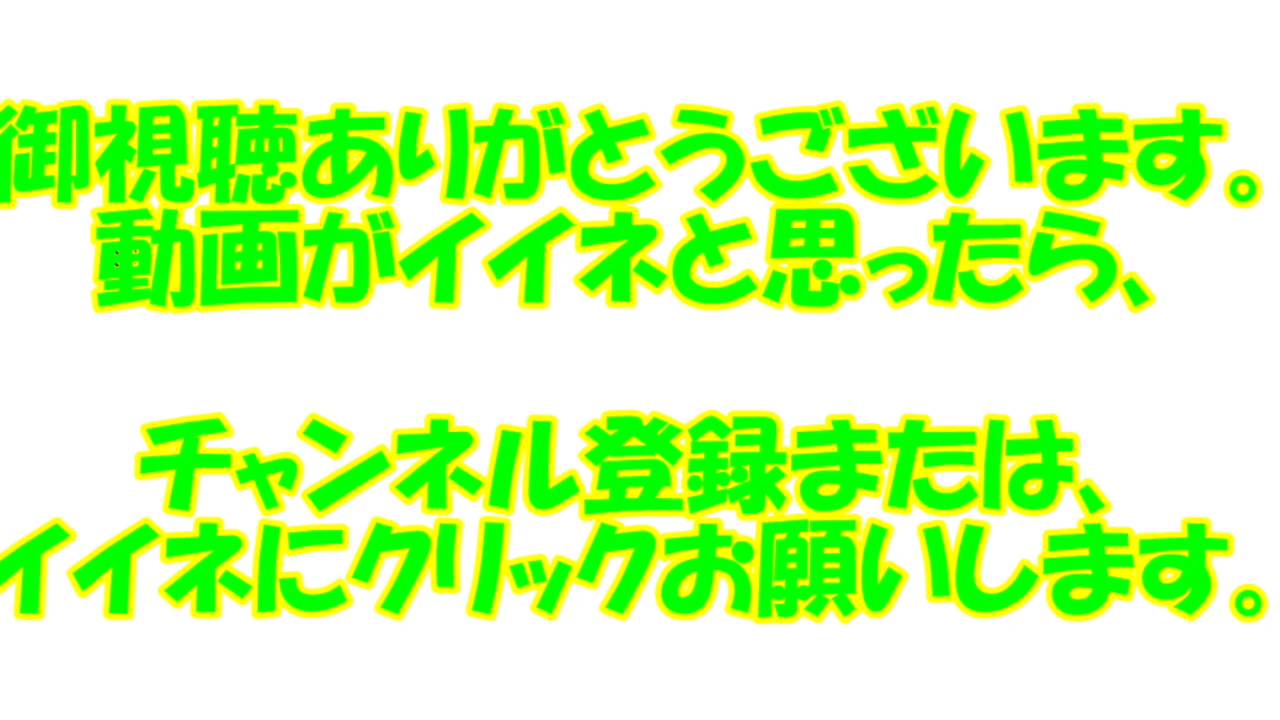 御視聴ありがとうございます。
動画がイイネと思ったら、
チャンネル登録または、
イイネにクリックお願いします。